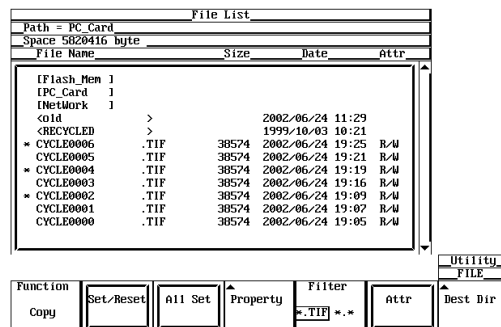 File List
Path = PC_Card
Space 5820416 byte
File Name Size Date Attr
[Flash_Mem ]
[PC_Card ]
[NetWork ]
<old > 2002/06/24 11:29
<RECYCLED > 1999/10/03 10:21
* CYCLE0006 .TIF 38574 2002/06/24 19:25 R/W
CYCLE0005 .TIF 38574 2002/06/24 19:21 R/W
* CYCLE0004 .TIF 38574 2002/06/24 19:19 R/W
CYCLE0003 .TIF 38574 2002/06/24 19:16 R/W
* CYCLE0002 .TIF 38574 2002/06/24 19:09 R/W
CYCLE0001 .TIF 38574 2002/06/24 19:07 R/W
CYCLE0000 .TIF 38574 2002/06/24 19:05 R/W
Utility
FILE
Function
Copy
Set/Reset
All Set
Property
Filter
*.TIF *.*
Attr
Dest Dir